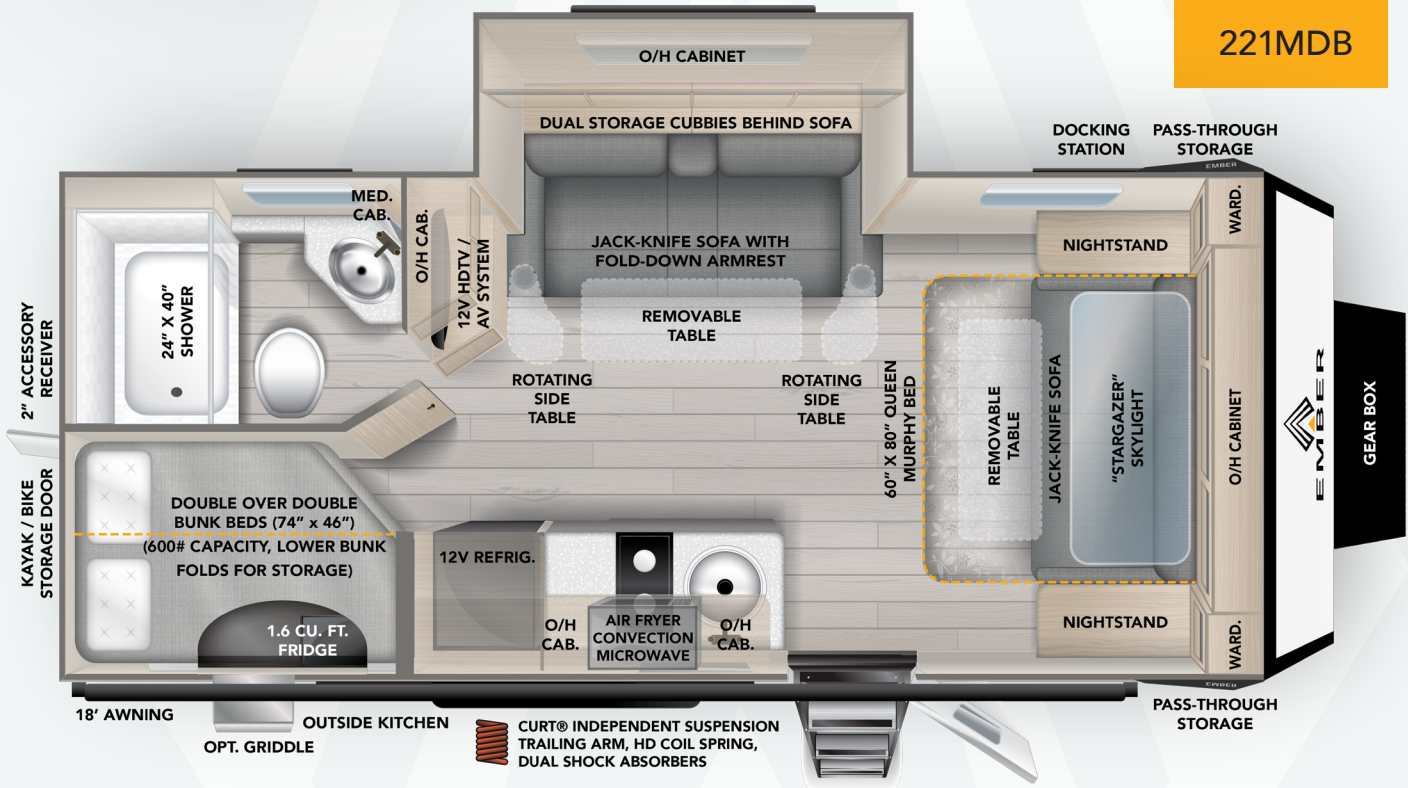 221MDB
O/H CABINET
DUAL STORAGE CUBBIES BEHIND SOFA
DOCKING
STATION
PASS-THROUGH
STORAGE
EMBER
MED.
CAB.
O/H CAB.
12V HDTV /
AV SYSTEM
JACK-KNIFE SOFA WITH
FOLD-DOWN ARMREST
NIGHTSTAND
WARD.
24” X 40”
SHOWER
2” ACCESSORY
RECEIVER
REMOVABLE
TABLE
ROTATING
SIDE
TABLE
ROTATING
SIDE
TABLE
60” X 80” QUEEN
MURPHY BED
REMOVABLE
TABLE
JACK-KNIFE SOFA
“STARGAZER”
SKYLIGHT
O/H CABINET
EMBER
GEAR BOX
KAYAK / BIKE
STORAGE DOOR
DOUBLE OVER DOUBLE
BUNK BEDS (74” x 46”)
(600# CAPACITY, LOWER BUNK
FOLDS FOR STORAGE)
12V REFRIG.
1.6 CU. FT.
FRIDGE
O/H
CAB.
AIR FRYER
CONVECTION
MICROWAVE
O/H
CAB.
NIGHTSTAND
WARD.
EMBER
PASS-THROUGH
STORAGE
18’ AWNING
OUTSIDE KITCHEN
OPT. GRIDDLE
CURT® INDEPENDENT SUSPENSION
TRAILING ARM, HD COIL SPRING,
DUAL SHOCK ABSORBERS